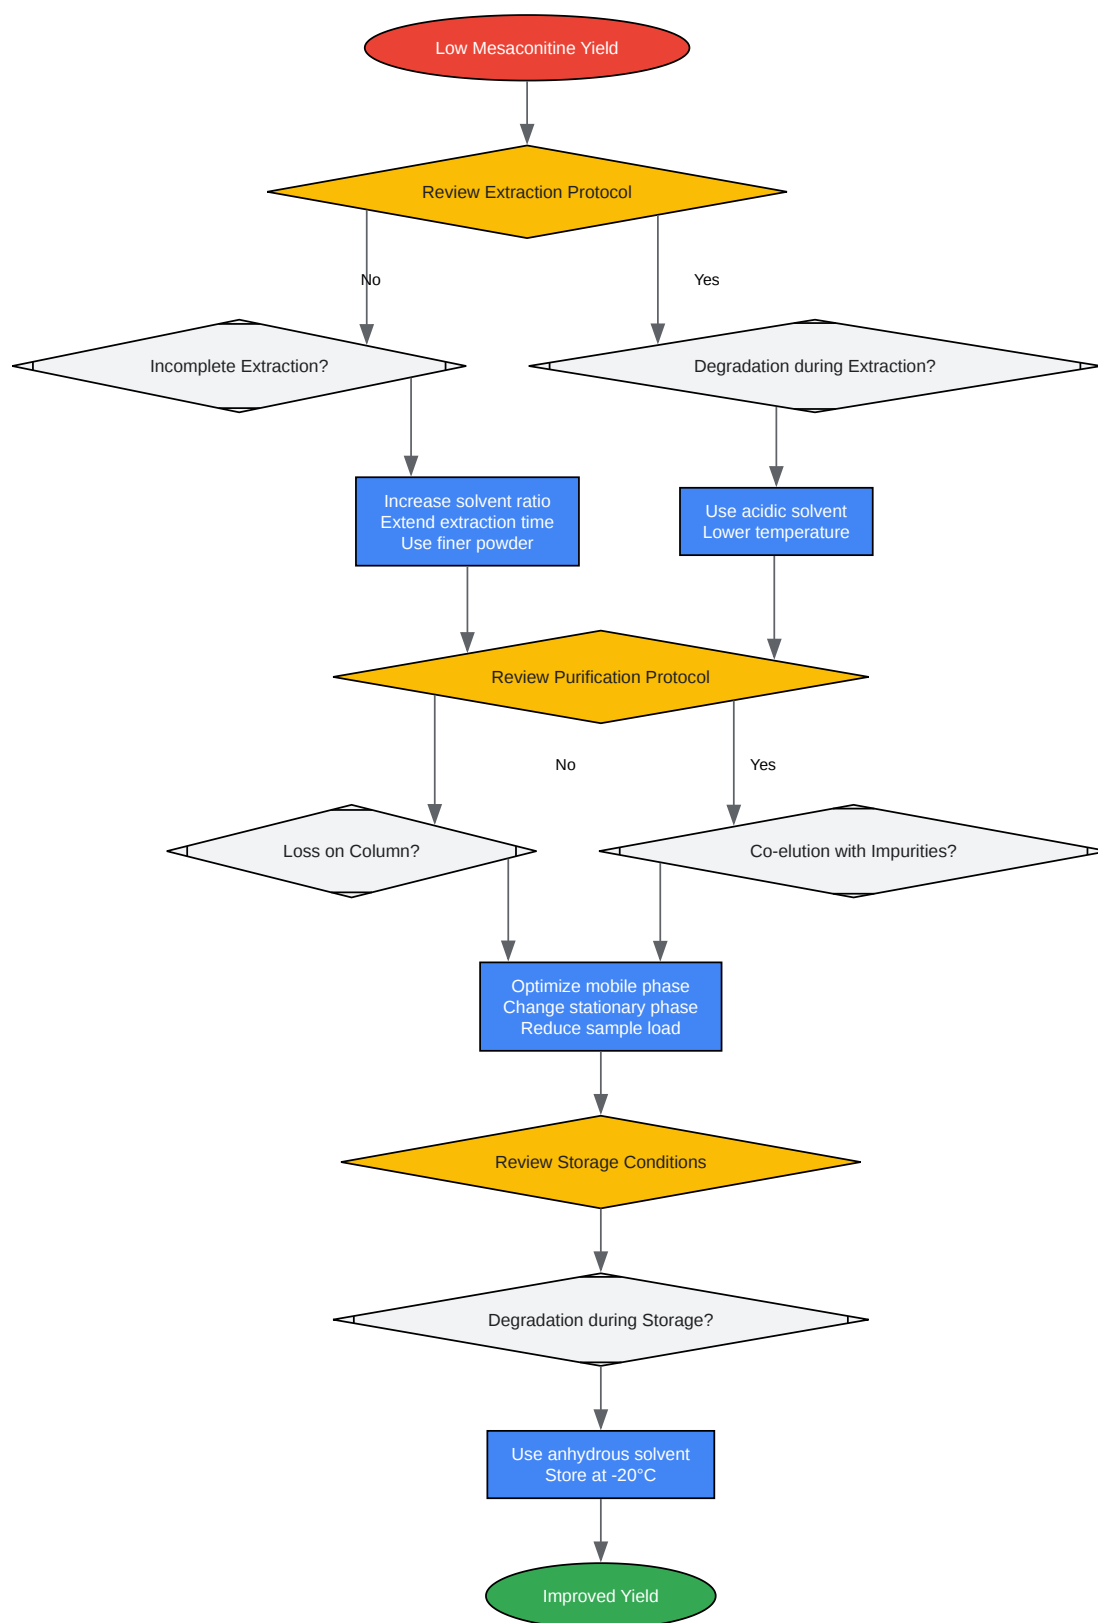 Low Mesaconitine Yield
Review Extraction Protocol
No
Yes
Incomplete Extraction?
Degradation during Extraction?
Increase solvent ratio
Extend extraction time
Use finer powder
Use acidic solvent
Lower temperature
Review Purification Protocol
No
Yes
Loss on Column?
Co-elution with Impurities?
Optimize mobile phase
Change stationary phase
Reduce sample load
Review Storage Conditions
Degradation during Storage?
Use anhydrous solvent
Store at -20°C
Improved Yield